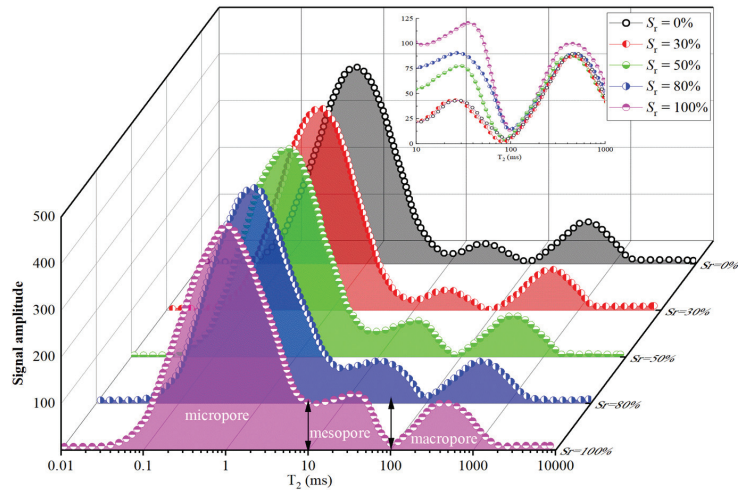 125
100
75
50
25
0
10
100
1000
T2 (ms)
Sr = 0%
Sr = 30%
Sr = 50%
Sr = 80%
Sr = 100%
500
400
300
200
100
Signal amplitude
Sr=0%
Sr=30%
Sr=50%
Sr=80%
Sr=100%
micropore
mesopore
macropore
0.01
0.1
1
10
100
1000
10000
T2 (ms)